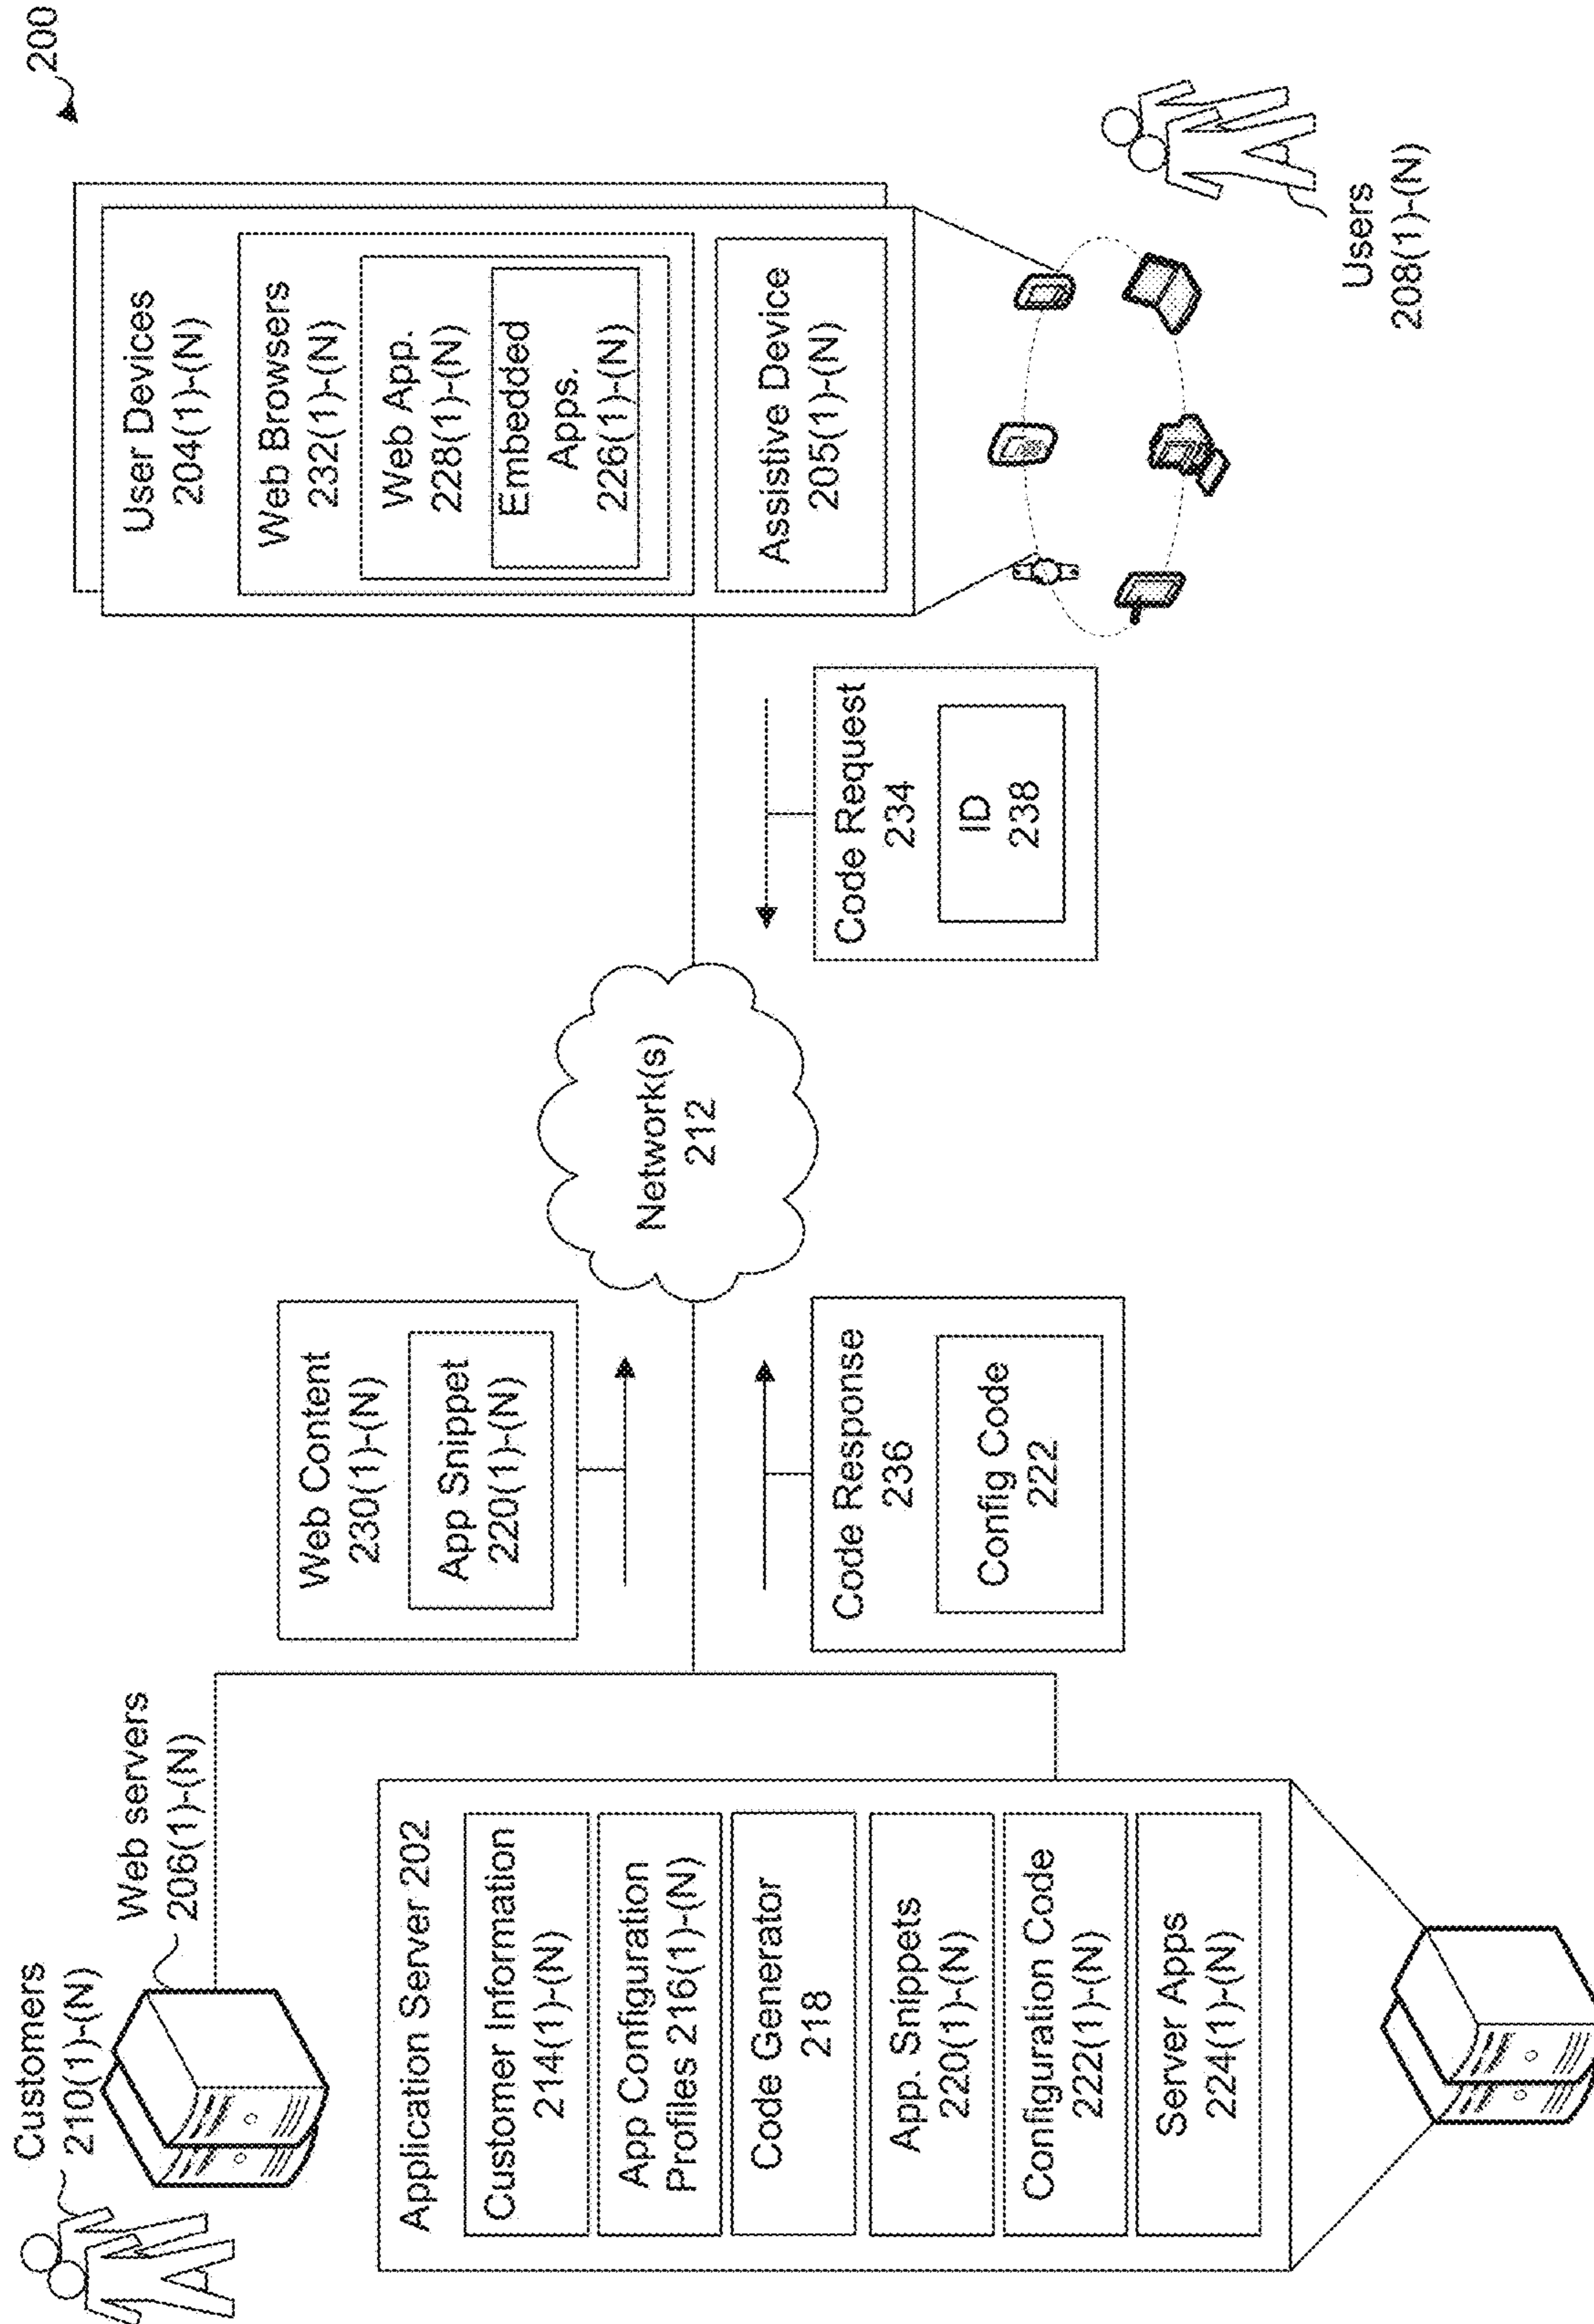 200
Customers
210(1)-(N)
Web servers
206(1)-(N)
Application Server 202
Customer Information
214(1)-(N)
App Configuration
Profiles 216(1)-(N)
Code Generator
218
App. Snippets
220(1)-(N)
Configuration Code
222(1)-(N)
Server Apps
224(1)-(N)
Web Content
230(1)-(N)
App Snippet
220(1)-(N)
Code Response
236
Config Code
222
Network(s)
212
Code Request
234
ID
238
User Devices
204(1)-(N)
Web Browsers
232(1)-(N)
Web App.
228(1)-(N)
Embedded
Apps.
226(1)-(N)
Assistive Device
205(1)-(N)
Users
208(1)-(N)